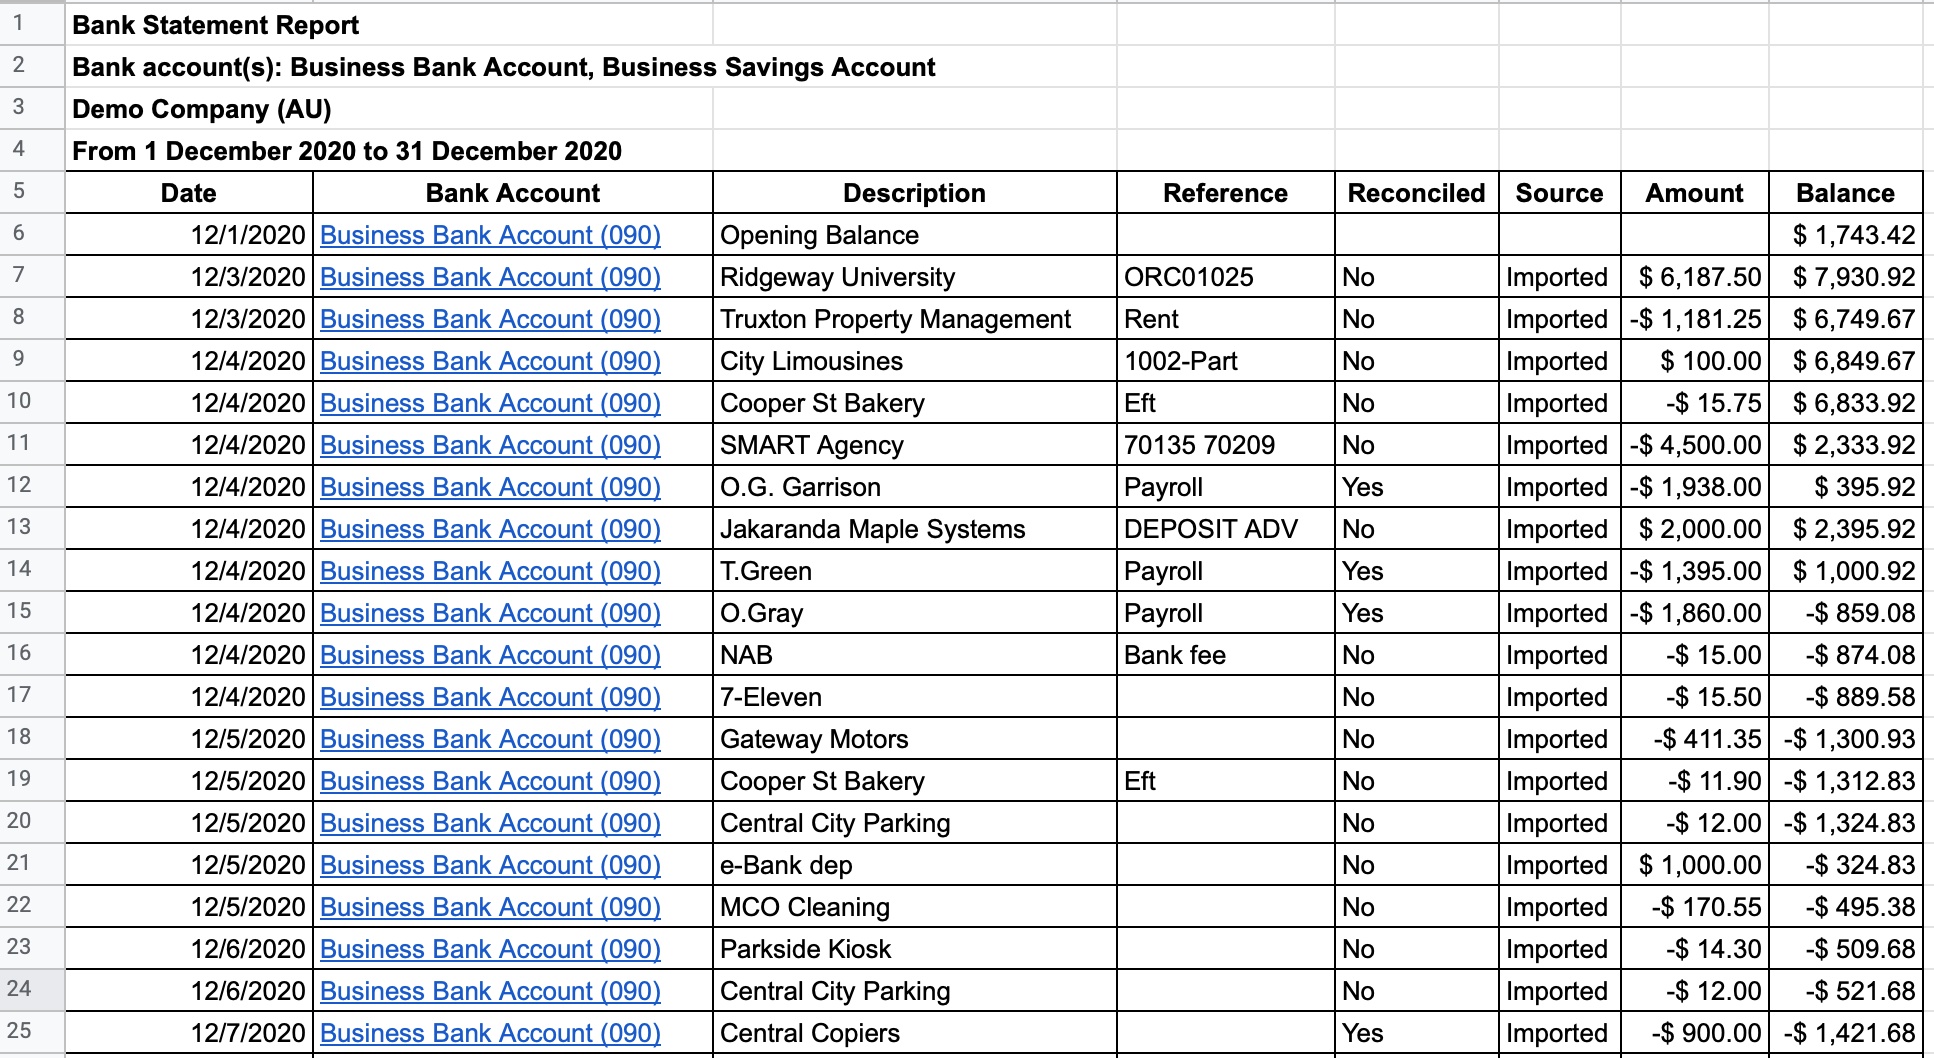 1 Bank Statement Report
2 Bank account(s): Business Bank Account, Business Savings Account
3 Demo Company (AU)
4 From 1 December 2020 to 31 December 2020
5 Date Bank Account Description Reference Reconciled Source Amount Balance
6 12/1/2020 Business Bank Account (090) Opening Balance $ 1,743.42
7 12/3/2020 Business Bank Account (090) Ridgeway University ORC01025 No Imported $ 6,187.50 $ 7,930.92
8 12/3/2020 Business Bank Account (090) Truxton Property Management Rent No Imported -$ 1,181.25 $ 6,749.67
9 12/4/2020 Business Bank Account (090) City Limousines 1002-Part No Imported $ 100.00 $ 6,849.67
10 12/4/2020 Business Bank Account (090) Cooper St Bakery Eft No Imported -$ 15.75 $ 6,833.92
11 12/4/2020 Business Bank Account (090) SMART Agency 70135 70209 No Imported -$ 4,500.00 $ 2,333.92
12 12/4/2020 Business Bank Account (090) O.G. Garrison Payroll Yes Imported -$ 1,938.00 $ 395.92
13 12/4/2020 Business Bank Account (090) Jakaranda Maple Systems DEPOSIT ADV No Imported $ 2,000.00 $ 2,395.92
14 12/4/2020 Business Bank Account (090) T.Green Payroll Yes Imported -$ 1,395.00 $ 1,000.92
15 12/4/2020 Business Bank Account (090) O.Gray Payroll Yes Imported -$ 1,860.00 -$ 859.08
16 12/4/2020 Business Bank Account (090) NAB Bank fee No Imported -$ 15.00 -$ 874.08
17 12/4/2020 Business Bank Account (090) 7-Eleven No Imported -$ 15.50 -$ 889.58
18 12/5/2020 Business Bank Account (090) Gateway Motors No Imported -$ 411.35 -$ 1,300.93
19 12/5/2020 Business Bank Account (090) Cooper St Bakery Eft No Imported -$ 11.90 -$ 1,312.83
20 12/5/2020 Business Bank Account (090) Central City Parking No Imported -$ 12.00 -$ 1,324.83
21 12/5/2020 Business Bank Account (090) e-Bank dep No Imported $ 1,000.00 -$ 324.83
22 12/5/2020 Business Bank Account (090) MCO Cleaning No Imported -$ 170.55 -$ 495.38
23 12/6/2020 Business Bank Account (090) Parkside Kiosk No Imported -$ 14.30 -$ 509.68
24 12/6/2020 Business Bank Account (090) Central City Parking No Imported -$ 12.00 -$ 521.68
25 12/7/2020 Business Bank Account (090) Central Copiers Yes Imported -$ 900.00 -$ 1,421.68